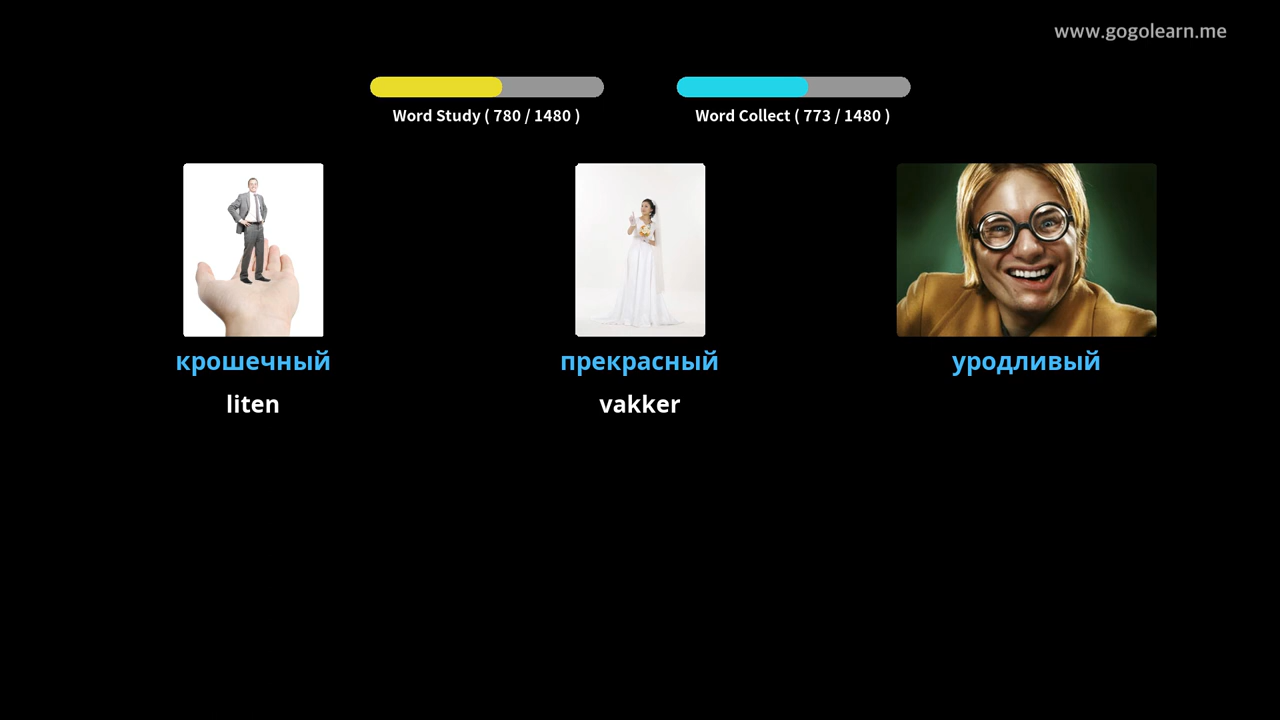 www.gogolearn.me
Word Study ( 780 / 1480 )
Word Collect ( 773 / 1480 )
крошечный
прекрасный
уродливый
liten
vakker